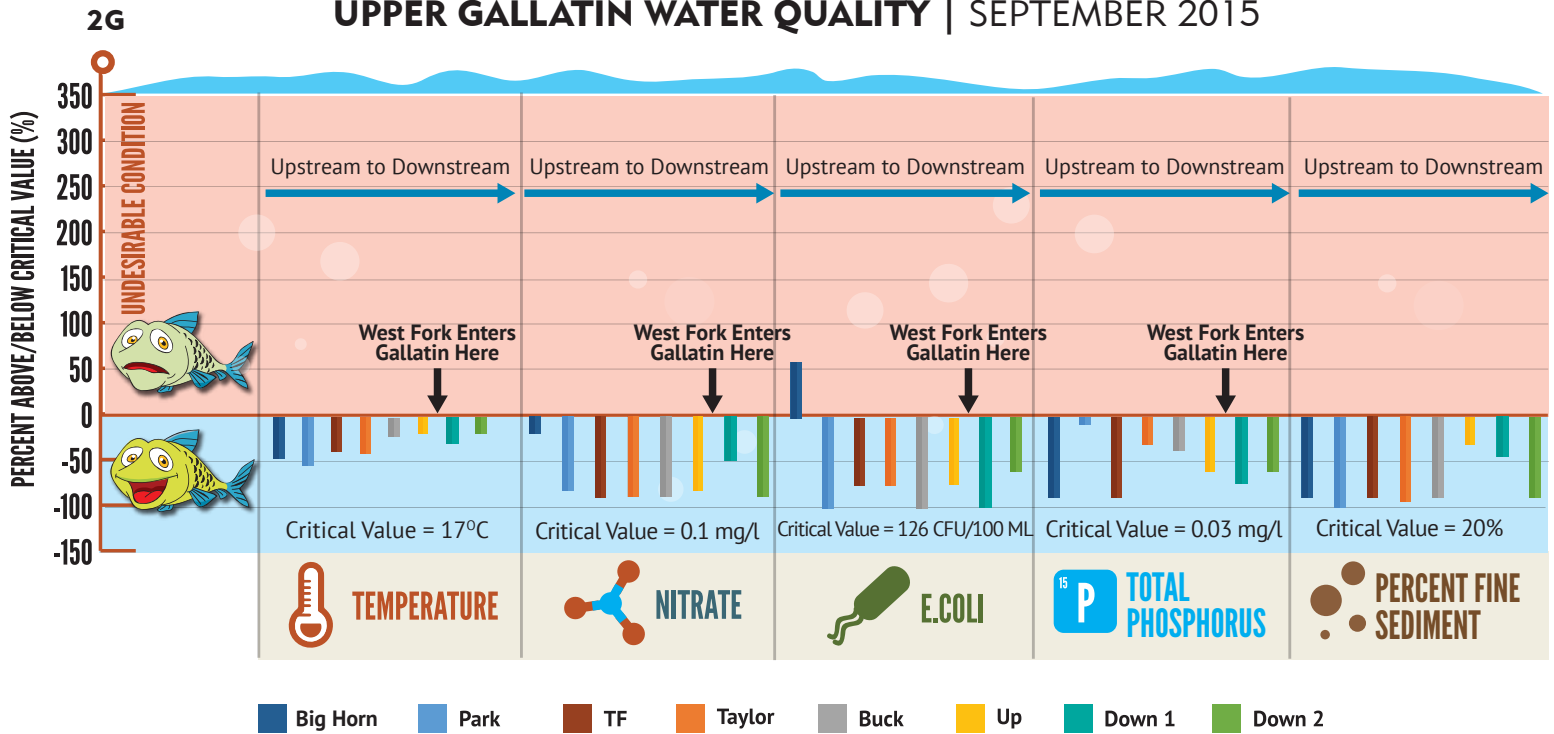 2G
UPPER GALLATIN WATER QUALITY | SEPTEMBER 2015
PERCENT ABOVE/BELOW CRITICAL VALUE (%)
350
300
250
200
150
100
50
0
-50
-100
-150
UNDESIRABLE CONDITION
Upstream to Downstream
Upstream to Downstream
Upstream to Downstream
Upstream to Downstream
Upstream to Downstream
West Fork Enters
Gallatin Here
West Fork Enters
Gallatin Here
West Fork Enters
Gallatin Here
West Fork Enters
Gallatin Here
Critical Value = 17⁰C
Critical Value = 0.1 mg/l
Critical Value = 126 CFU/100 ML
Critical Value = 0.03 mg/l
Critical Value = 20%
TEMPERATURE
NITRATE
E.COLI
15
P
TOTAL
PHOSPHORUS
PERCENT FINE
SEDIMENT
Big Horn
Park
TF
Taylor
Buck
Up
Down 1
Down 2